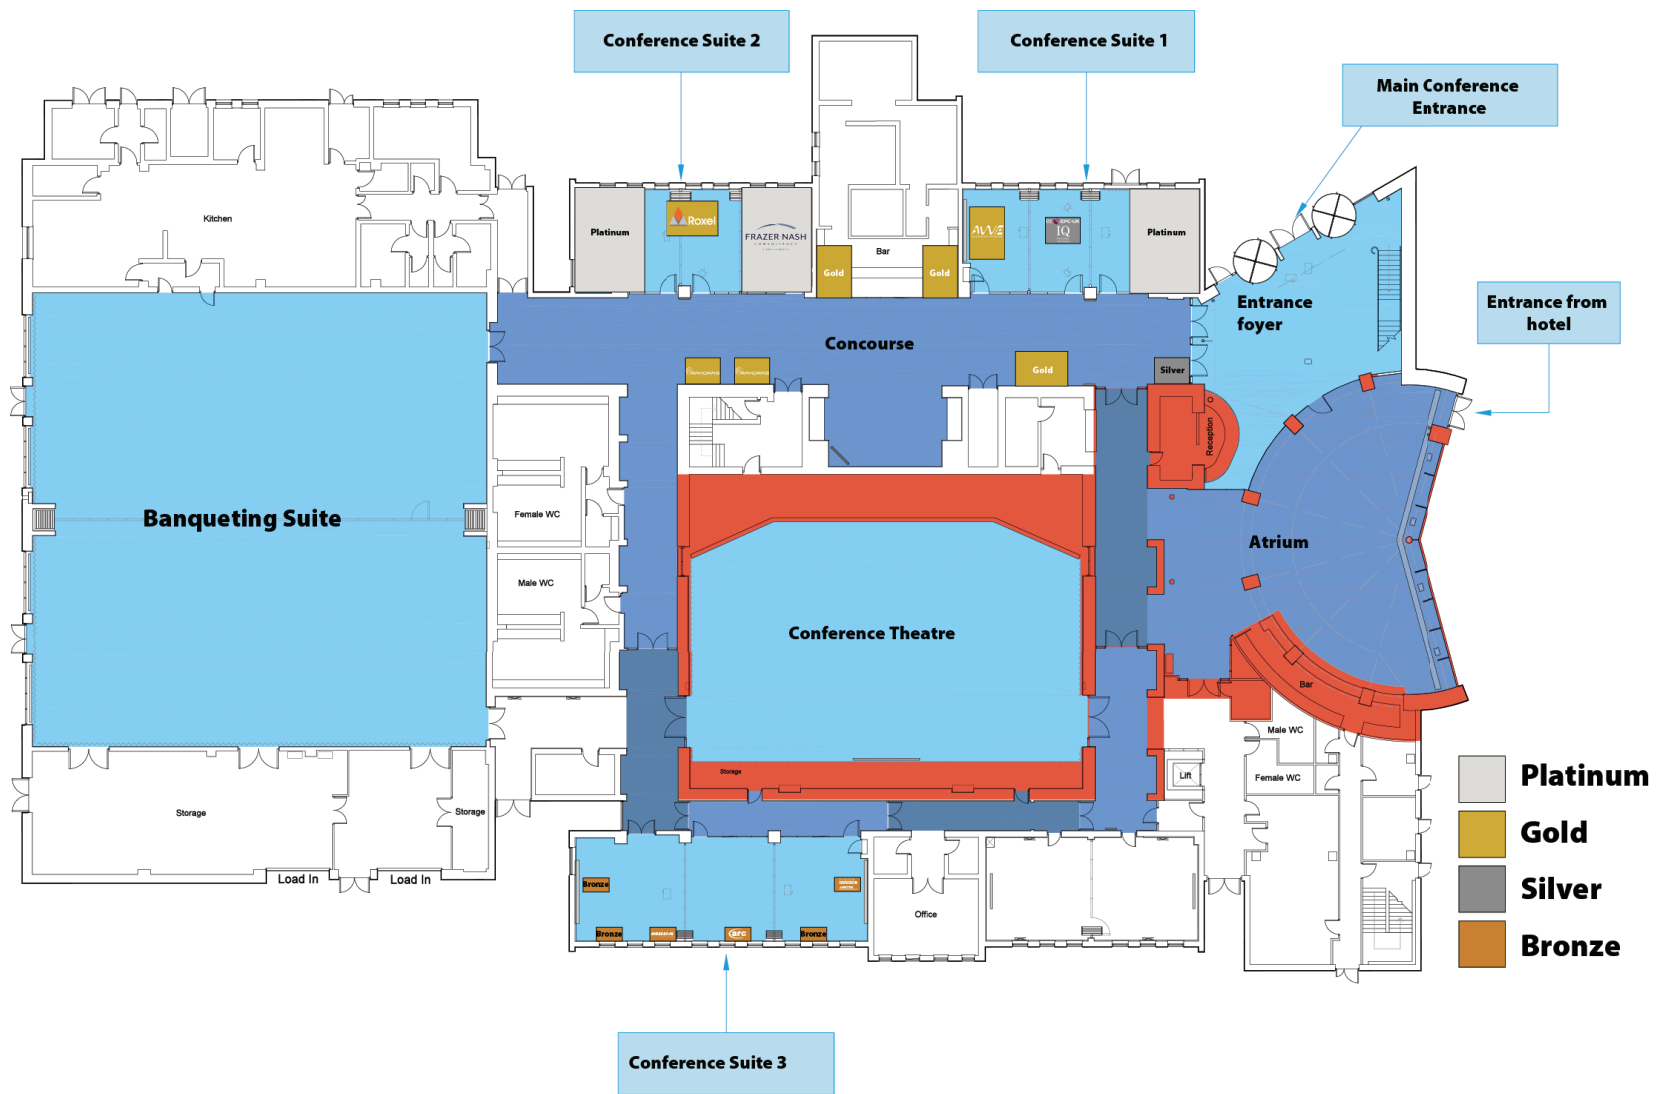 Conference Suite 2
Conference Suite 1
Main Conference
Entrance
Kitchen
Platinum
Roxel
FRAZER-NASH
CONSULTANCY
Gold
Bar
Gold
AWE
IQ
Platinum
Entrance
foyer
Entrance from
hotel
Concourse
Gold
Silver
Reception
Banqueting Suite
Female WC
Male WC
Atrium
Conference Theatre
Bar
Storage
Male WC
Female WC
Lift
Storage
Storage
Load In
Load In
Bronze
Bronze
arc
Bronze
Office
Platinum
Gold
Silver
Bronze
Conference Suite 3